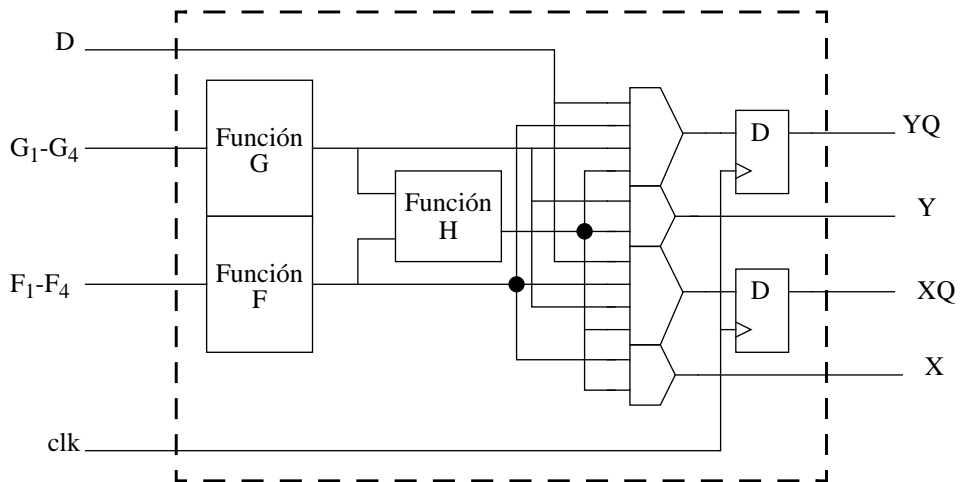 D
G1-G4
F1-F4
clk
Función
G
Función
F
Función
H
D
D
YQ
Y
XQ
X